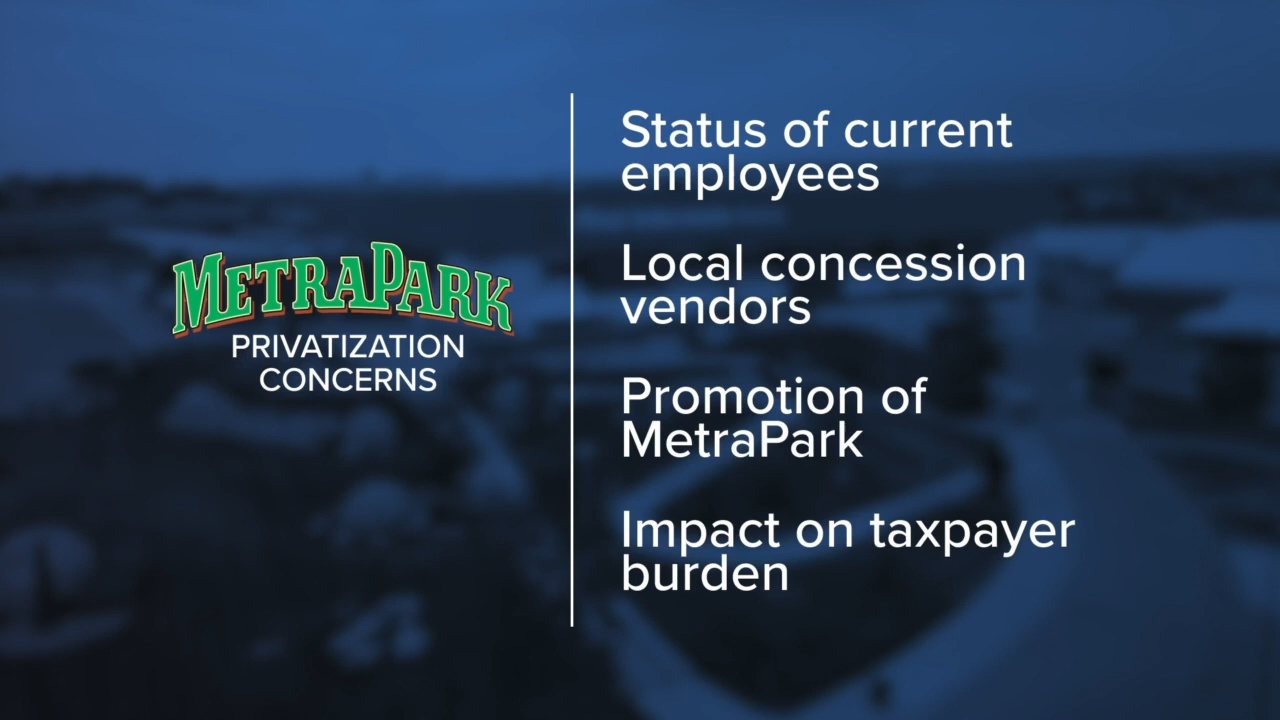 METRAPARK
PRIVATIZATION
CONCERNS
Status of current
employees
Local concession
vendors
Promotion of
MetraPark
Impact on taxpayer
burden